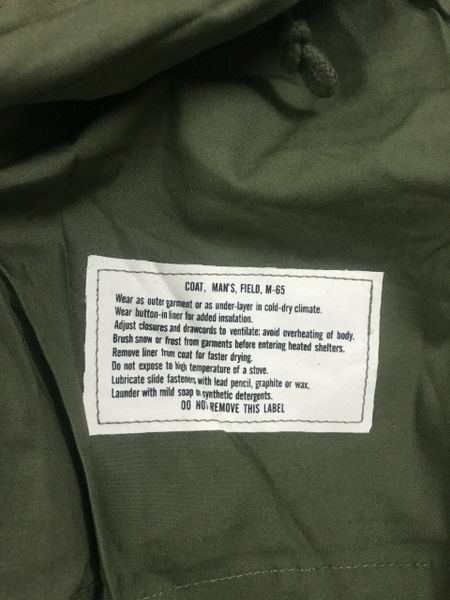 COAT, MAN'S, FIELD, M-65
Wear as outer garment or as under-layer in cold-dry climate.
Wear button-in liner for added insulation.
Adjust closures and drawcords to ventilate; avoid overheating of body.
Brush snow or frost from garments before entering heated shelters.
Remove liner from coat for faster drying.
Do not expose to high temperature of a stove.
Lubricate slide fasteners with lead pencil, graphite or wax.
Launder with mild soap or synthetic detergents.
DO NOT REMOVE THIS LABEL